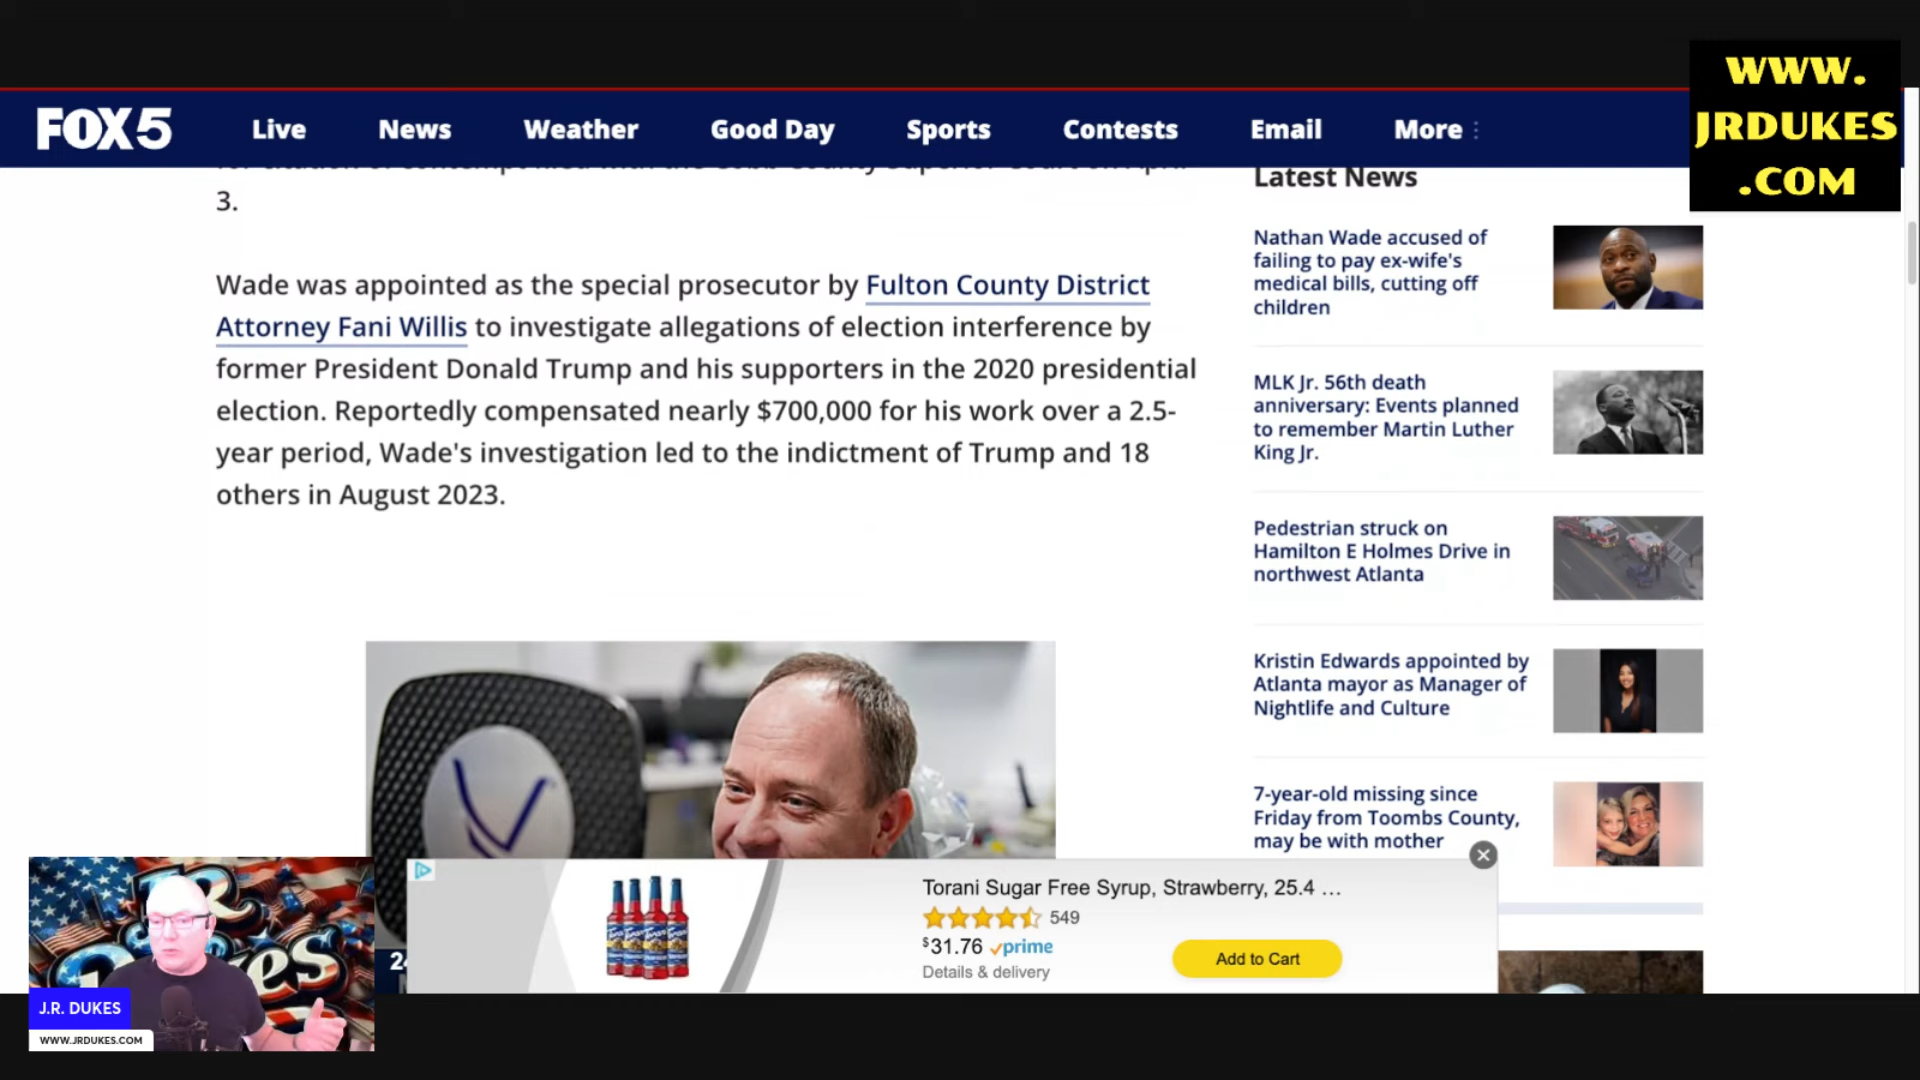 WWW.
JRDUKES
.COM
FOX 5
Live
News
Weather
Good Day
Sports
Contests
Email
More
3.
Wade was appointed as the special prosecutor by Fulton County District
Attorney Fani Willis to investigate allegations of election interference by
former President Donald Trump and his supporters in the 2020 presidential
election. Reportedly compensated nearly $700,000 for his work over a 2.5-
year period, Wade's investigation led to the indictment of Trump and 18
others in August 2023.
Latest News
Nathan Wade accused of
failing to pay ex-wife's
medical bills, cutting off
children
MLK Jr. 56th death
anniversary: Events planned
to remember Martin Luther
King Jr.
Pedestrian struck on
Hamilton E Holmes Drive in
northwest Atlanta
Kristin Edwards appointed by
Atlanta mayor as Manager of
Nightlife and Culture
7-year-old missing since
Friday from Toombs County,
may be with mother
Torani Sugar Free Syrup, Strawberry, 25.4 ...
549
$31.76 prime
Details & delivery
Add to Cart
J.R. DUKES
WWW.JRDUKES.COM